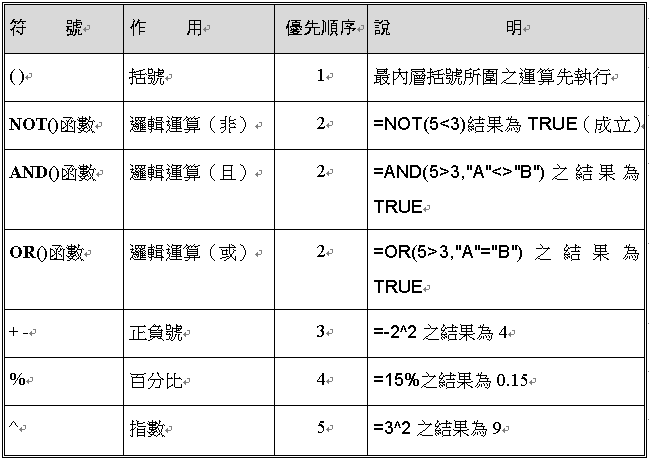 符 號 作 用 優先順序 說 明
() 括號 1 最內層括號所圍之運算先執行
NOT()函數 邏輯運算（非） 2 =NOT(5<3)結果為 TRUE（成立）
AND()函數 邏輯運算（且） 2 =AND(5>3,"A"<>"B") 之結果為
TRUE
OR()函數 邏輯運算（或） 2 =OR(5>3,"A"="B") 之結果為
TRUE
+ - 正負號 3 =-2^2 之結果為 4
% 百分比 4 =15%之結果為 0.15
^ 指數 5 =3^2 之結果為 9